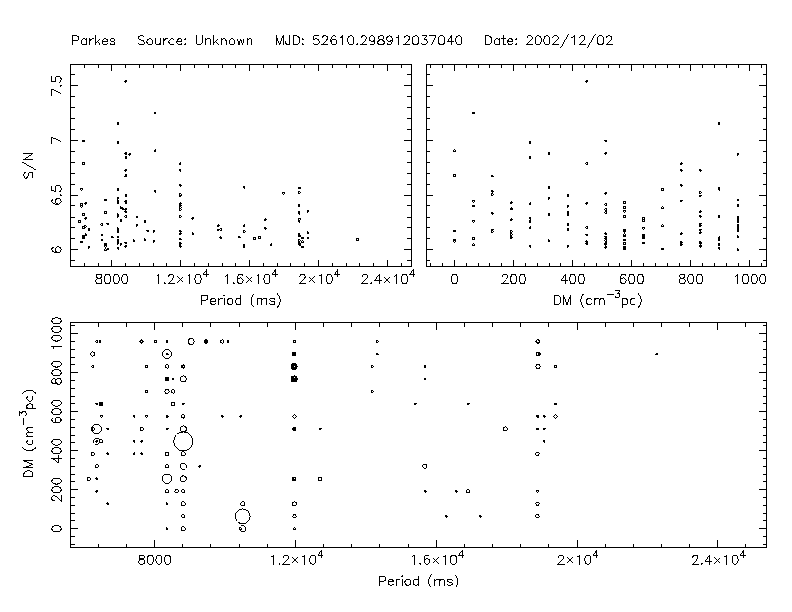 Parkes Source: Unknown MJD: 52610.298912037040 Date: 2002/12/02
S/N
6 6.5 7 7.5
8000 1.2×10⁴ 1.6×10⁴ 2×10⁴ 2.4×10⁴
Period (ms)
0 200 400 600 800 1000
DM (cm⁻³pc)
DM (cm⁻³pc)
0 200 400 600 800 1000
8000 1.2×10⁴ 1.6×10⁴ 2×10⁴ 2.4×10⁴
Period (ms)